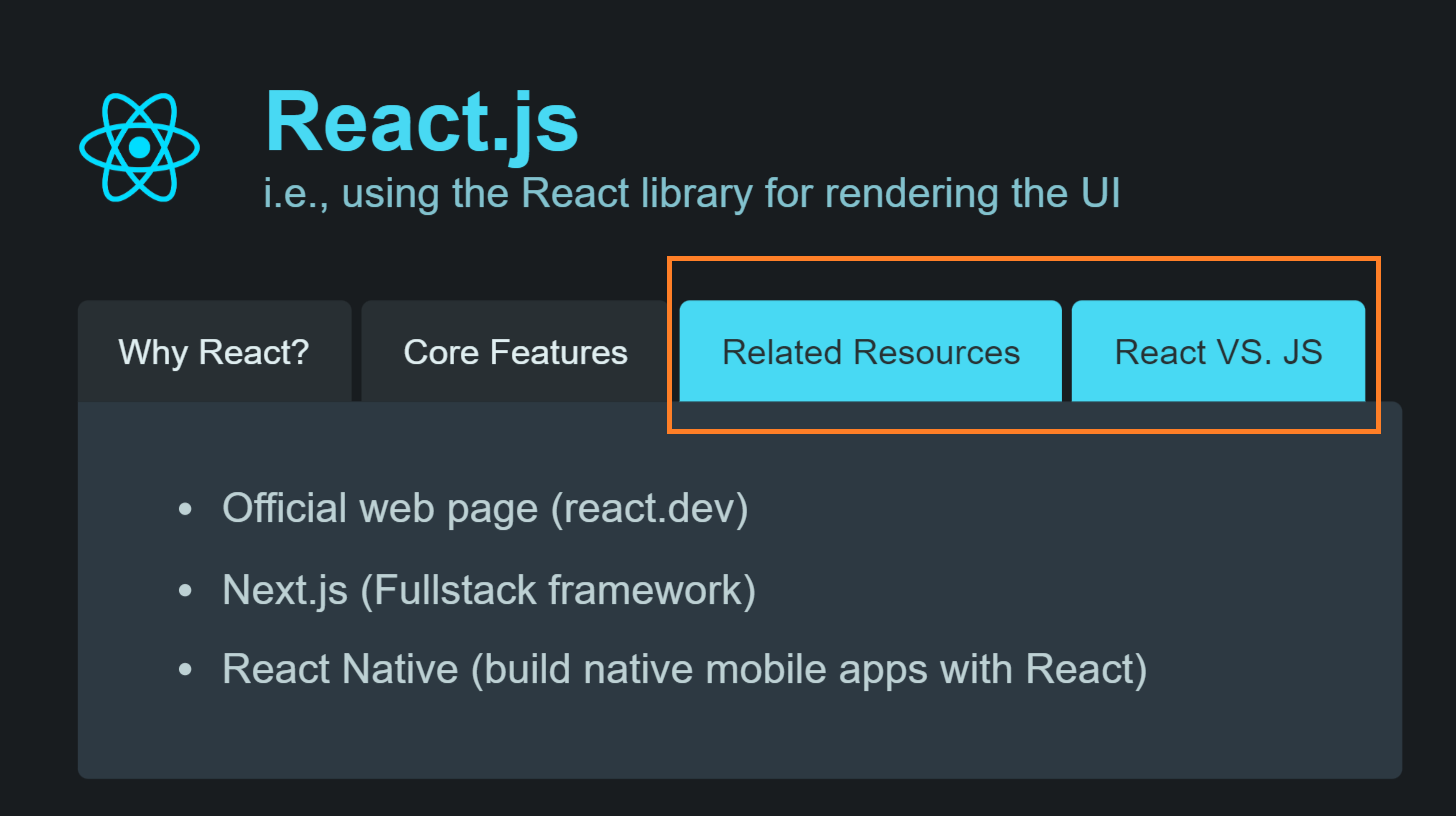 React.js
i.e., using the React library for rendering the UI
Why React?
Core Features
Related Resources
React VS. JS
• Official web page (react.dev)
• Next.js (Fullstack framework)
• React Native (build native mobile apps with React)